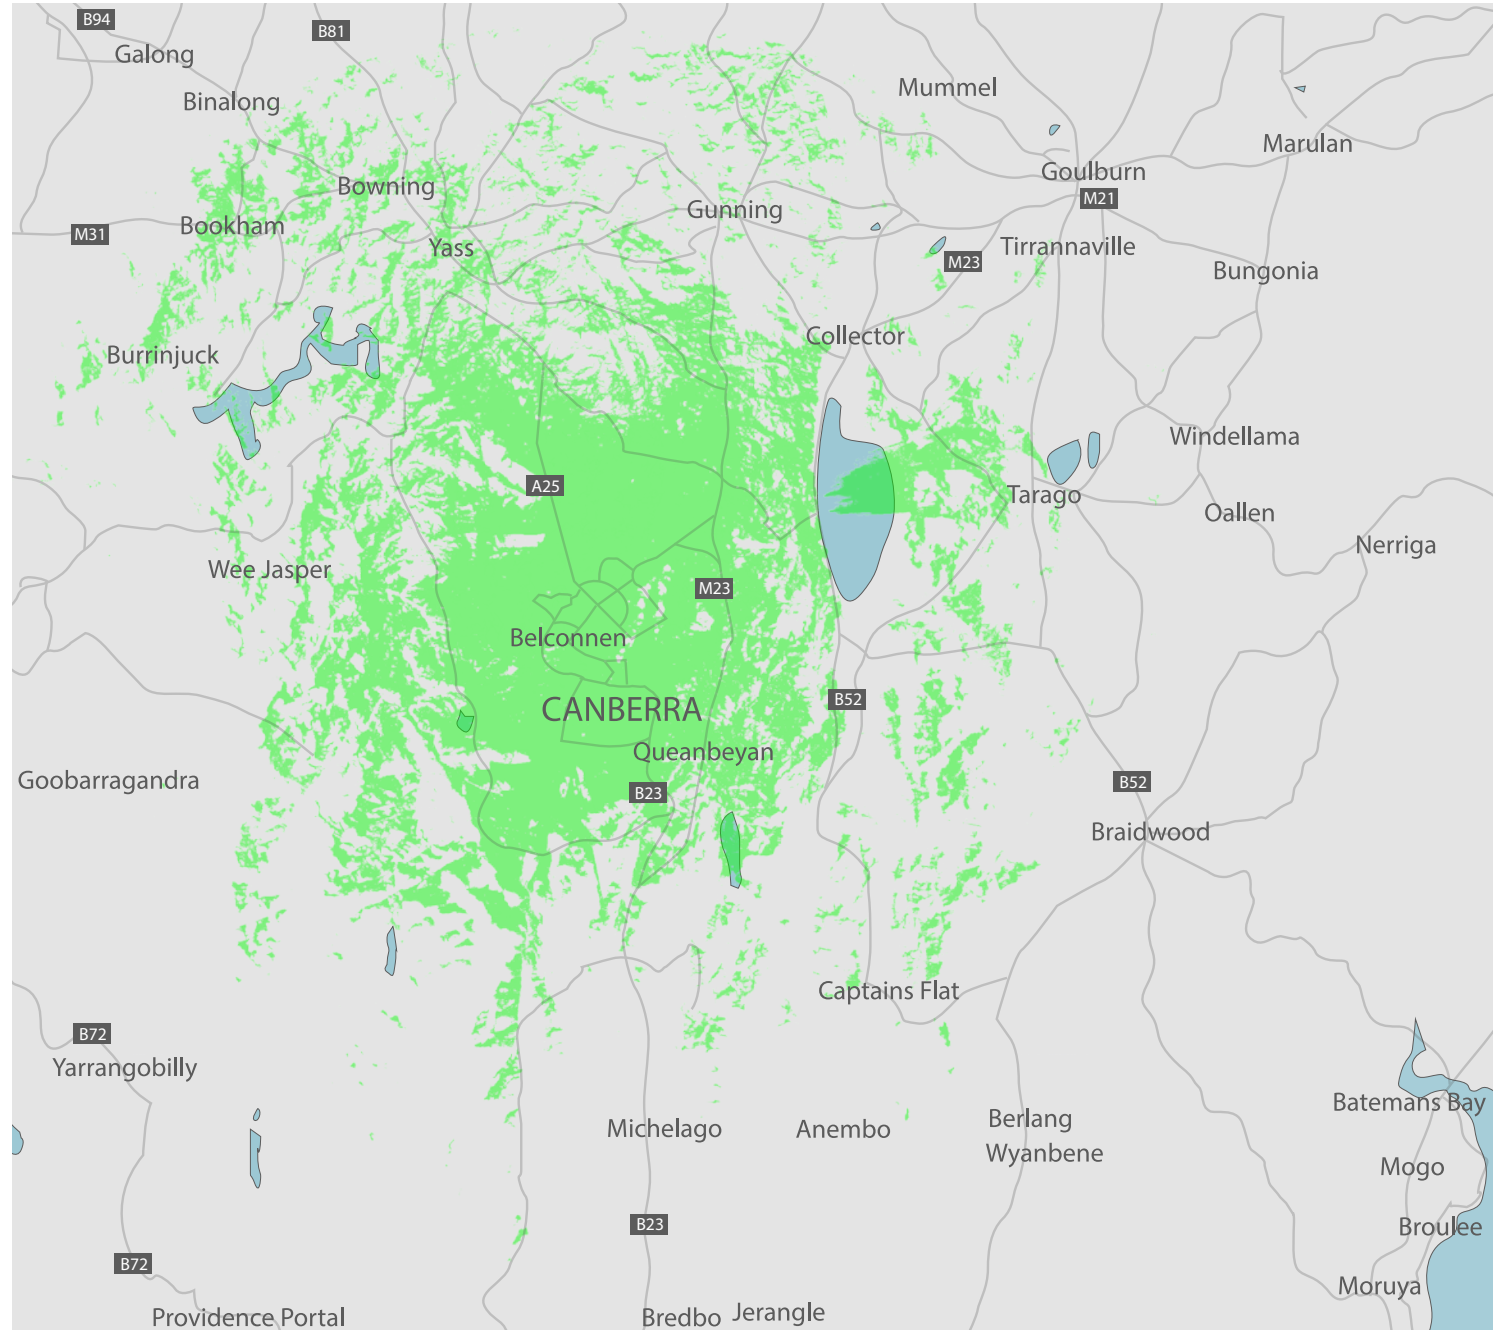 B94
B81
Galong
Mummel
Binalong
Marulan
Goulburn
Bowning
M21
Gunning
Bookham
M31
Yass
Tirrannaville
M23
Bungonia
Collector
Burrinjuck
Windellama
A25
Tarago
Oallen
Nerriga
Wee Jasper
M23
Belconnen
B52
CANBERRA
Queanbeyan
Goobarragandra
B52
B23
Braidwood
Captains Flat
B72
Yarrangobilly
Batemans Bay
Berlang
Michelago
Anembo
Wyanbene
Mogo
B23
Broulee
B72
Moruya
Providence Portal
Bredbo
Jerangle